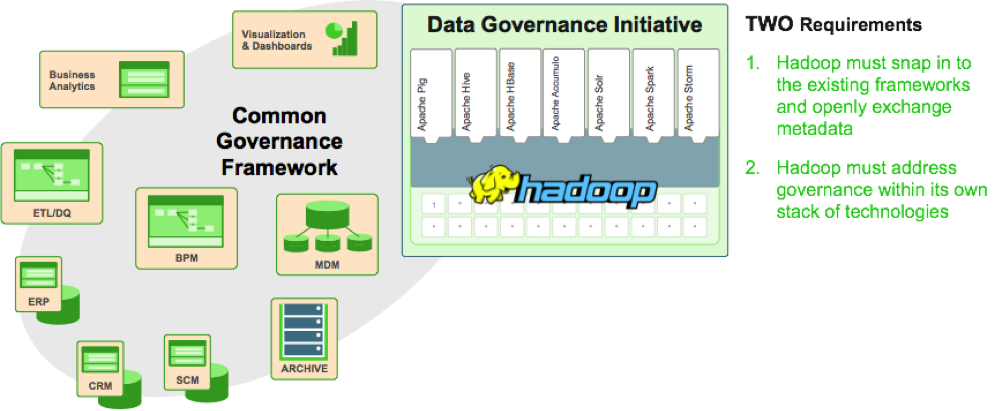 Visualization
& Dashboards
Business
Analytics
Common
Governance
Framework
ETL/DQ
BPM
MDM
ERP
CRM
SCM
ARCHIVE
Data Governance Initiative
Apache Pig
Apache Hive
Apache HBase
Apache Accumulo
Apache Solr
Apache Spark
Apache Storm
hadoop
1
TWO Requirements
1. Hadoop must snap in to
the existing frameworks
and openly exchange
metadata
2. Hadoop must address
governance within its own
stack of technologies